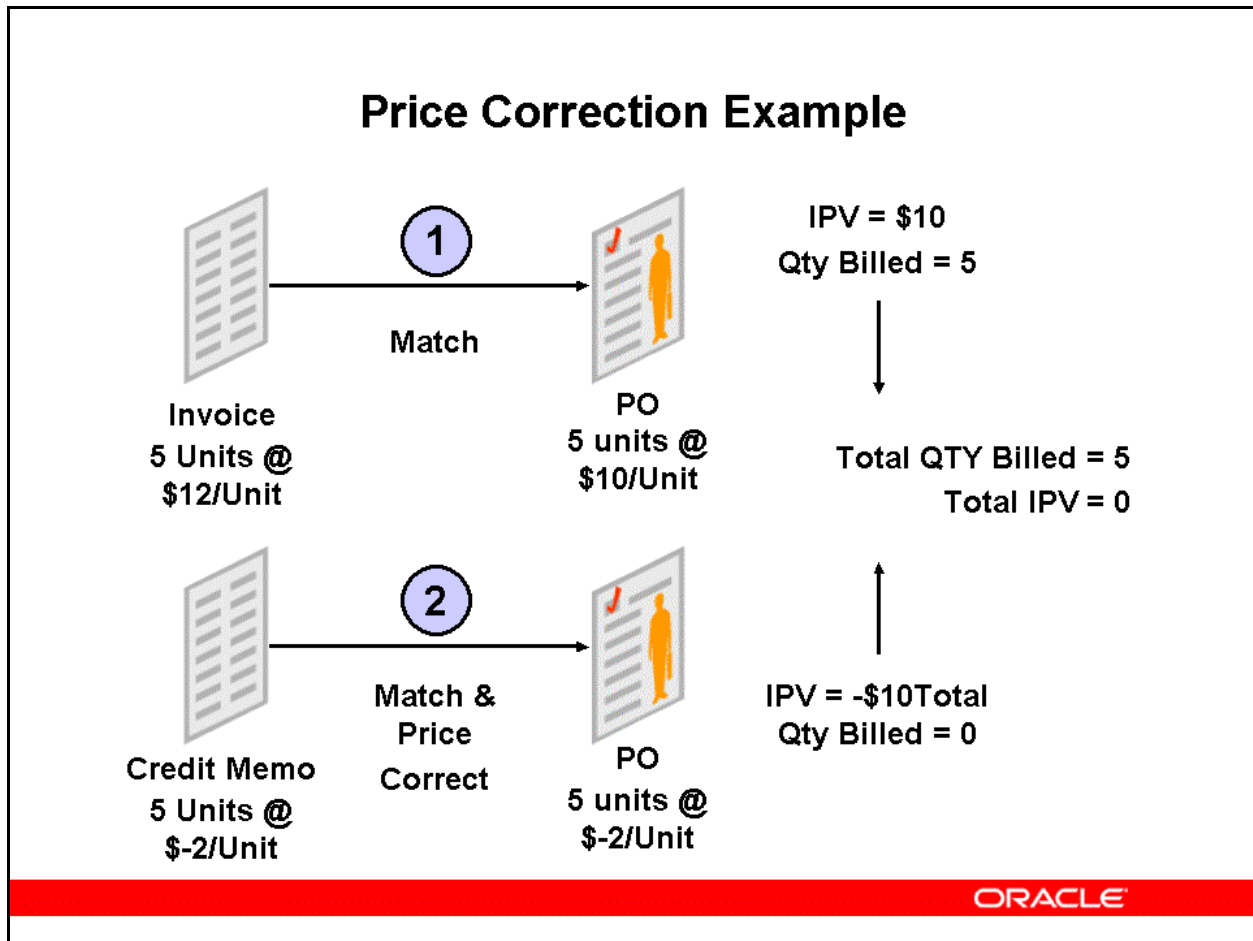 Price Correction Example
1
Match
Invoice
5 Units @
$12/Unit
PO
5 units @
$10/Unit
IPV = $10
Qty Billed = 5
Total QTY Billed = 5
Total IPV = 0
2
Match &
Price
Correct
Credit Memo
5 Units @
$-2/Unit
PO
5 units @
$-2/Unit
IPV = -$10Total
Qty Billed = 0
ORACLE